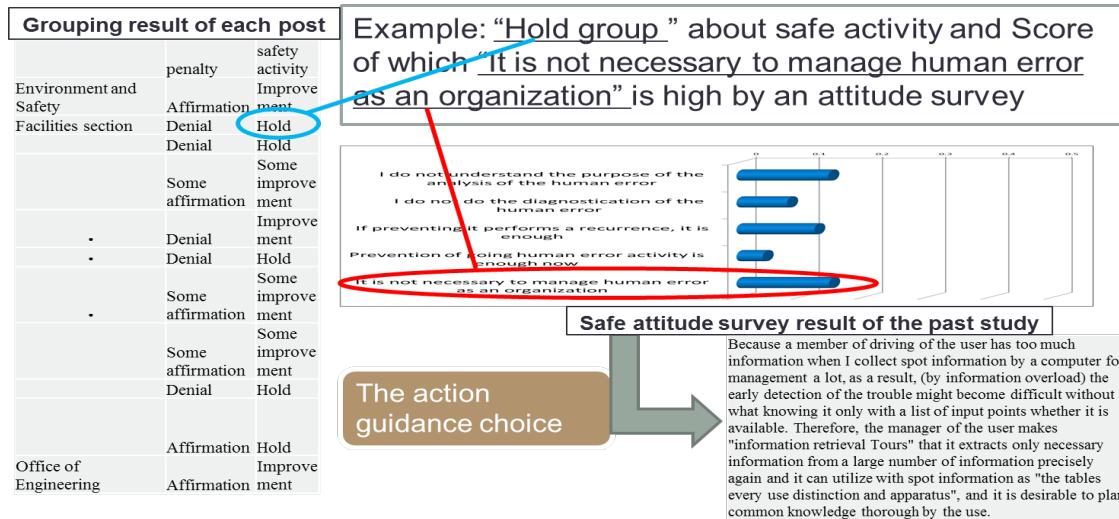 Grouping result of each post
penalty
safety
activity
Environment and
Safety
Affirmation
Improve
ment
Facilities section
Denial
Hold
Denial
Hold
Some
affirmation
Some
improve
ment
Denial
Improve
ment
Denial
Hold
Some
affirmation
Some
improve
ment
Some
affirmation
Some
improve
ment
Denial
Hold
Affirmation
Hold
Office of
Engineering
Affirmation
Improve
ment
Example: “Hold group ” about safe activity and Score
of which “It is not necessary to manage human error
as an organization” is high by an attitude survey
0 0.1 0.2 0.3 0.4 0.5
I do not understand the purpose of the
analysis of the human error
I do not do the diagnostication of the
human error
If preventing it performs a recurrence, it is
enough
Prevention of going human error activity is
enough now
It is not necessary to manage human error
as an organization
Safe attitude survey result of the past study
The action
guidance choice
Because a member of driving of the user has too much
information when I collect spot information by a computer fo
management a lot, as a result, (by information overload) the
early detection of the trouble might become difficult without
what knowing it only with a list of input points whether it is
available. Therefore, the manager of the user makes
"information retrieval Tours" that it extracts only necessary
information from a large number of information precisely
again and it can utilize with spot information as "the tables
every use distinction and apparatus", and it is desirable to plan
common knowledge thorough by the use.